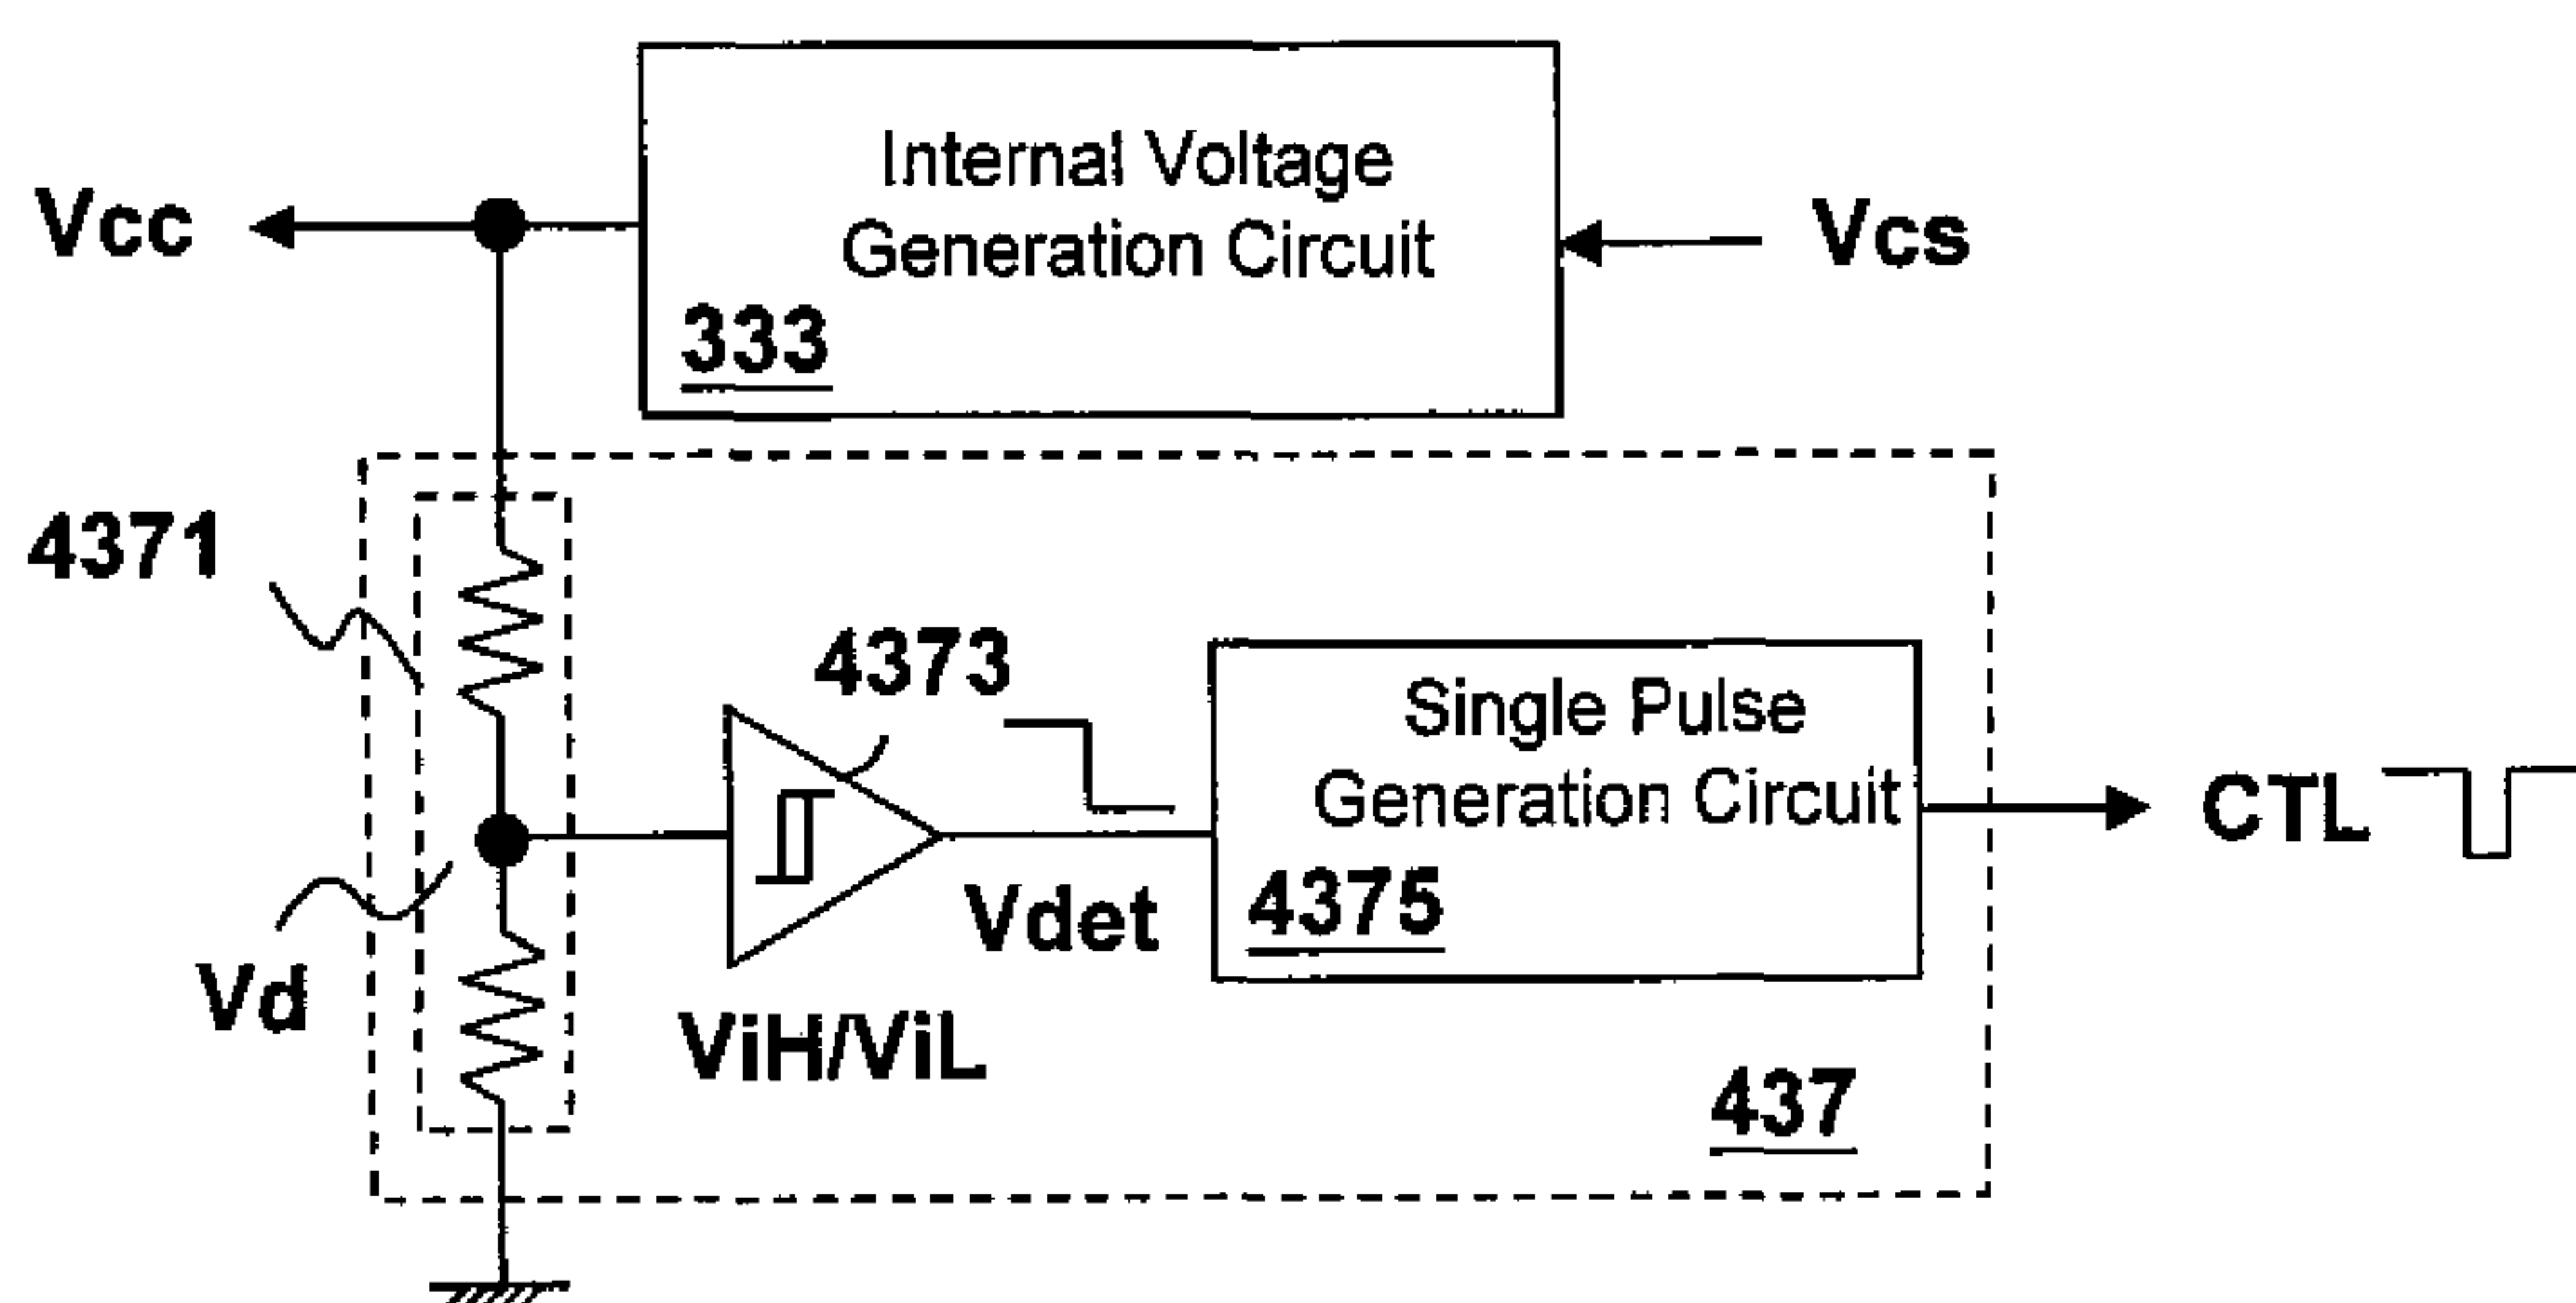 Vcc
Internal Voltage
Generation Circuit
333
Vcs
4371
4373
Single Pulse
Generation Circuit
4375
CTL
Vdet
Vd
ViH/ViL
437